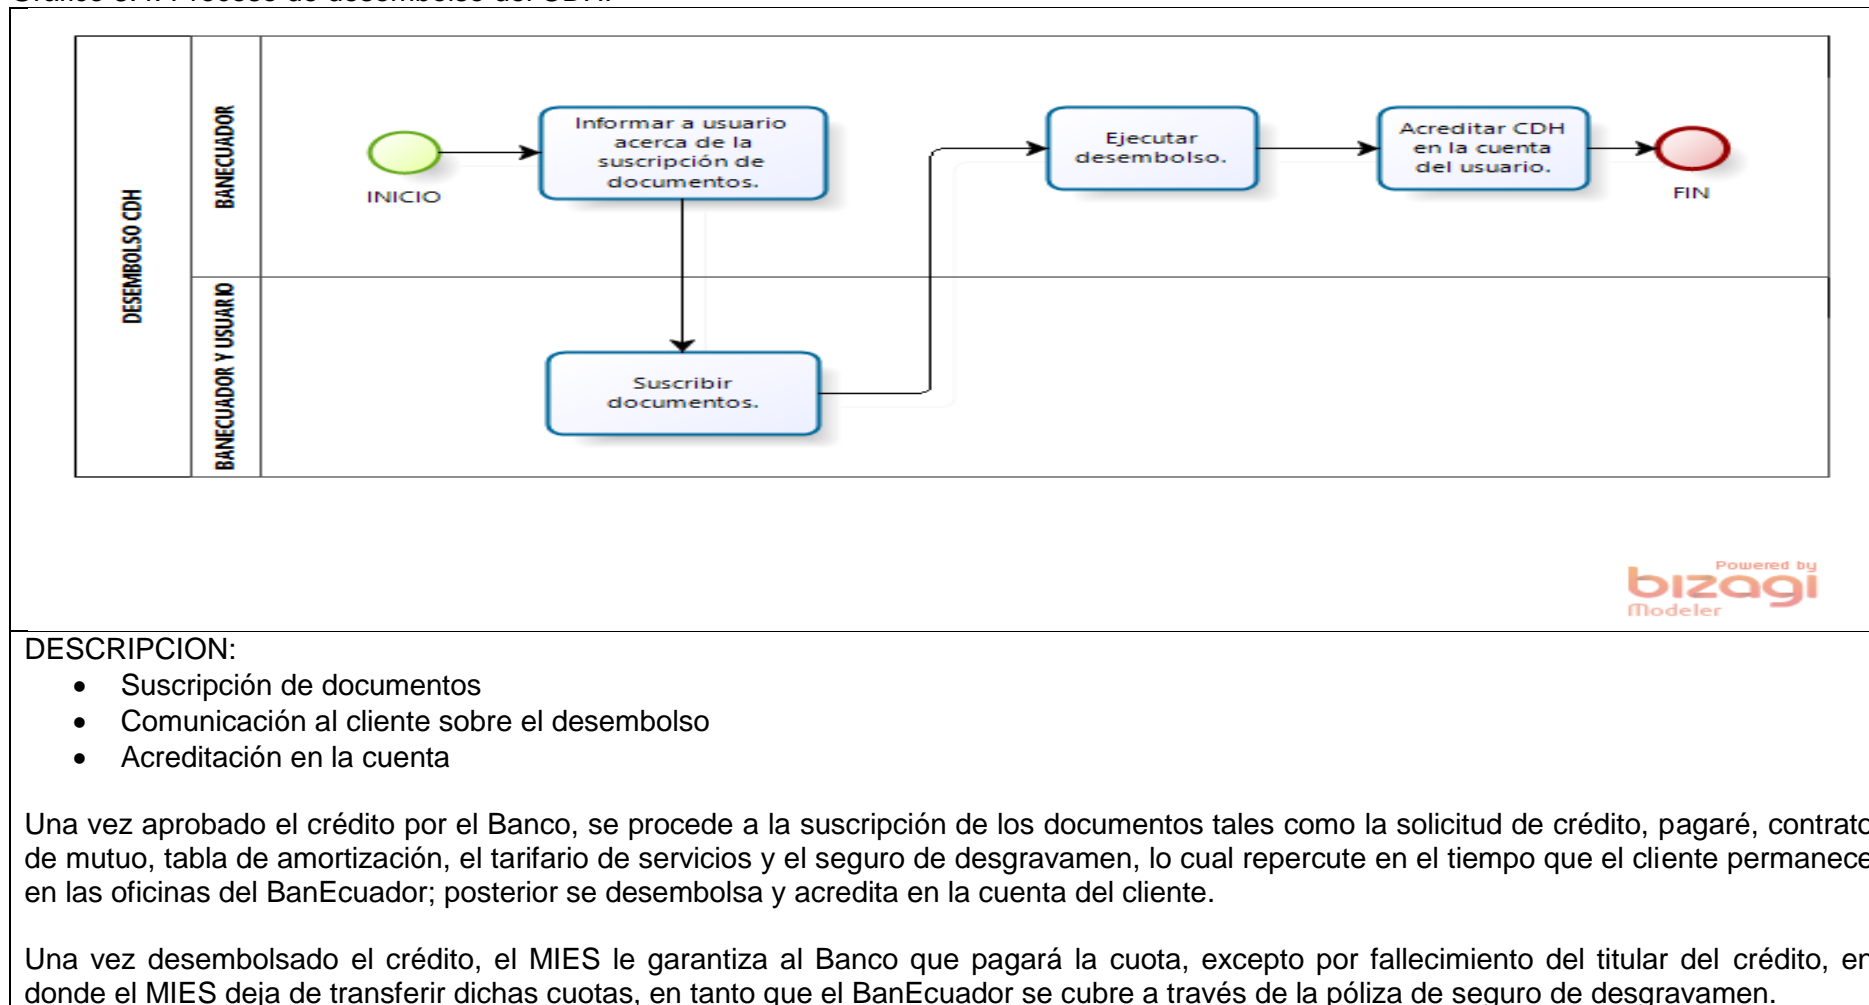 DESEMBOLSO CDH
BANECUADOR
INICIO
Informar a usuario
acerca de la
suscripción de
documentos.
Ejecutar
desembolso.
Acreditar CDH
en la cuenta
del usuario.
FIN
BANECUADOR Y USUARIO
Suscribir
documentos.
Powered by
bizagi
Modeler
DESCRIPCION:
• Suscripción de documentos
• Comunicación al cliente sobre el desembolso
• Acreditación en la cuenta
Una vez aprobado el crédito por el Banco, se procede a la suscripción de los documentos tales como la solicitud de crédito, pagaré, contrato
de mutuo, tabla de amortización, el tarifario de servicios y el seguro de desgravamen, lo cual repercute en el tiempo que el cliente permanece
en las oficinas del BanEcuador; posterior se desembolsa y acredita en la cuenta del cliente.
Una vez desembolsado el crédito, el MIES le garantiza al Banco que pagará la cuota, excepto por fallecimiento del titular del crédito, en
donde el MIES deja de transferir dichas cuotas, en tanto que el BanEcuador se cubre a través de la póliza de seguro de desgravamen.